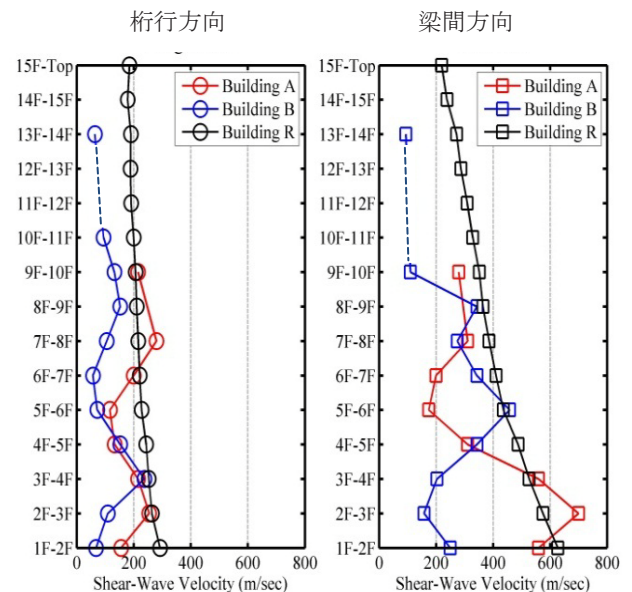 桁行方向
15F-Top
14F-15F
13F-14F
12F-13F
11F-12F
10F-11F
9F-10F
8F-9F
7F-8F
6F-7F
5F-6F
4F-5F
3F-4F
2F-3F
1F-2F
Building A
Building B
Building R
0 200 400 600 800
Shear-Wave Velocity (m/sec)
梁間方向
15F-Top
14F-15F
13F-14F
12F-13F
11F-12F
10F-11F
9F-10F
8F-9F
7F-8F
6F-7F
5F-6F
4F-5F
3F-4F
2F-3F
1F-2F
Building A
Building B
Building R
0 200 400 600 800
Shear-Wave Velocity (m/sec)